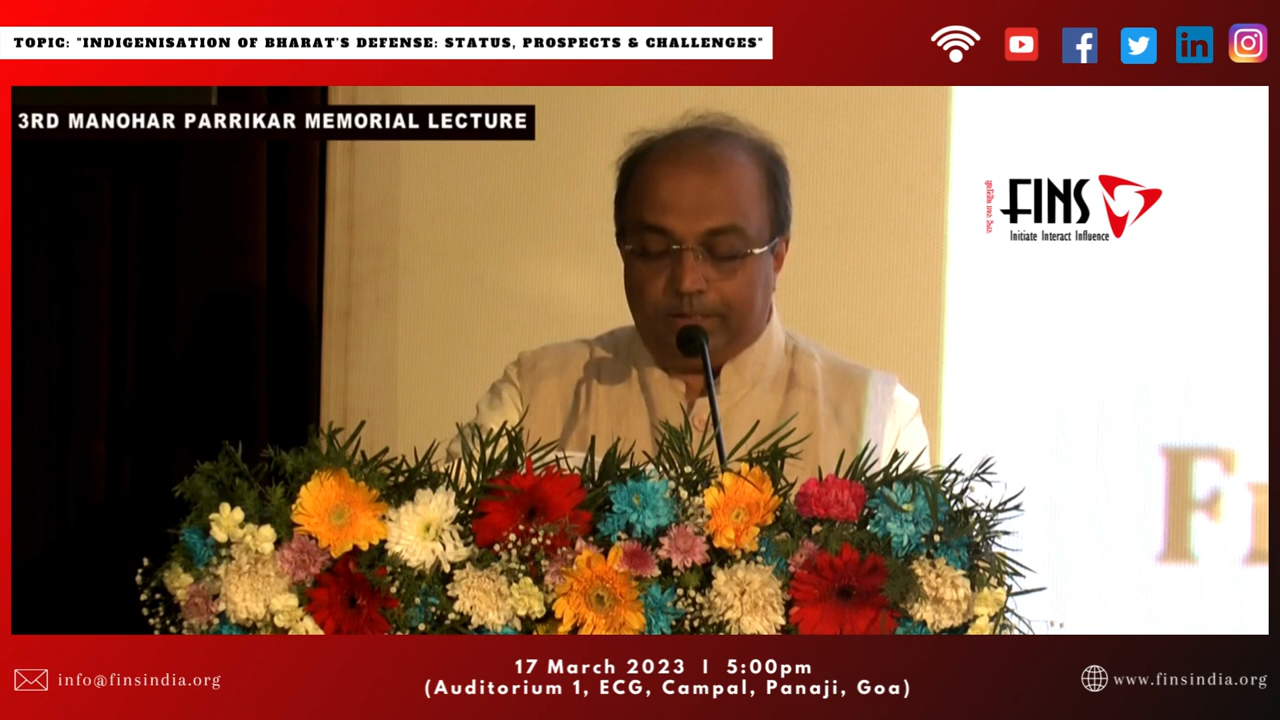 TOPIC: "INDIGENISATION OF BHARAT'S DEFENSE: STATUS, PROSPECTS & CHALLENGES"
3RD MANOHAR PARRIKAR MEMORIAL LECTURE
FINS
Initiate Interact Influence
17 March 2023 | 5:00pm
(Auditorium 1, ECG, Campal, Panaji, Goa)
info@finsindia.org
www.finsindia.org